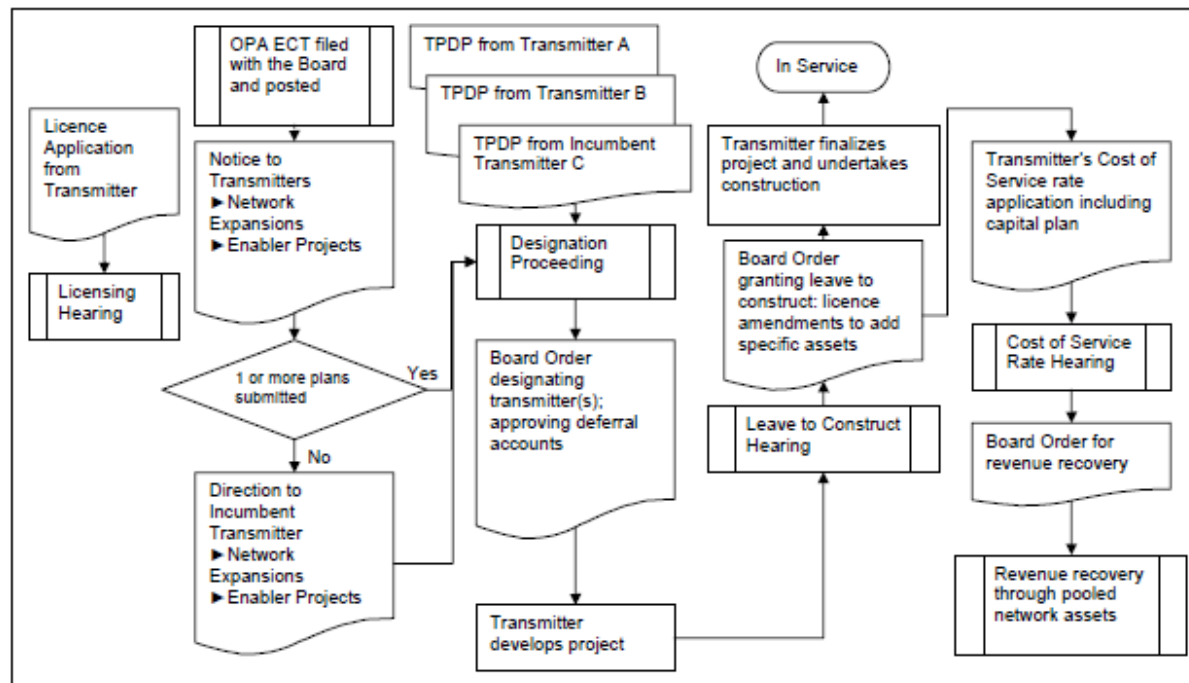 OPA ECT filed
with the Board
and posted
TPDP from Transmitter A
TPDP from Transmitter B
TPDP from Incumbent
Transmitter C
In Service
Licence
Application
from
Transmitter
Licensing
Hearing
Notice to
Transmitters
►Network
Expansions
►Enabler Projects
1 or more plans
submitted
Yes
No
Direction to
Incumbent
Transmitter
►Network
Expansions
►Enabler Projects
Designation
Proceeding
Board Order
designating
transmitter(s);
approving deferral
accounts
Transmitter
develops project
Leave to Construct
Hearing
Board Order
granting leave
to construct: licence
amendments to add
specific assets
Transmitter finalizes
project and undertakes
construction
Transmitter's Cost of
Service rate
application including
capital plan
Cost of Service
Rate Hearing
Board Order for
revenue recovery
Revenue recovery
through pooled
network assets